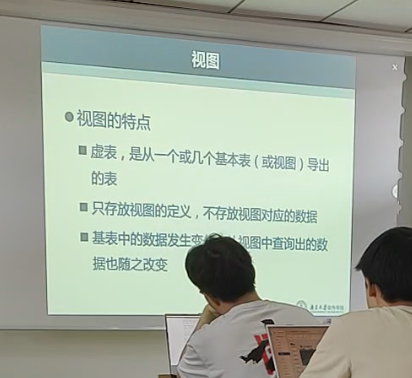 视图
视图的特点
虚表，是从一个或几个基本表（或视图）导出
的表
只存放视图的定义，不存放视图对应的数据
基表中的数据发生变 视图中查询出的数
据也随之改变